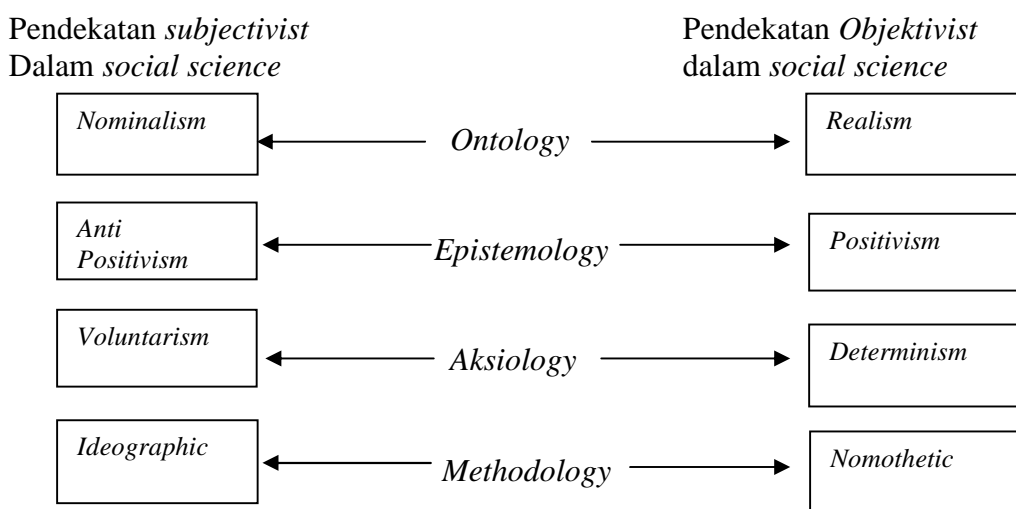 Pendekatan subjectivist
Dalam social science
Pendekatan Objektivist
dalam social science
Nominalism
Ontology
Realism
Anti
Positivism
Epistemology
Positivism
Voluntarism
Aksiology
Determinism
Ideographic
Methodology
Nomothetic